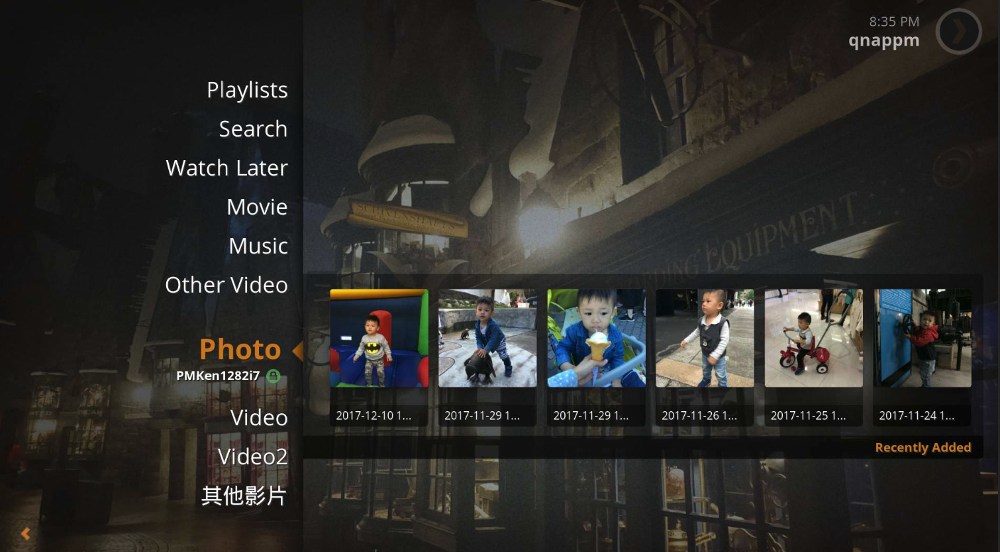 8:35 PM
qnappm
Playlists
Search
Watch Later
Movie
Music
Other Video
Photo
PMKen1282i7
Video
Video2
其他影片
EQUIPMENT
2017-12-10 1...
2017-11-29 1...
2017-11-29 1...
2017-11-26 1...
2017-11-25 1...
2017-11-24 1...
Recently Added